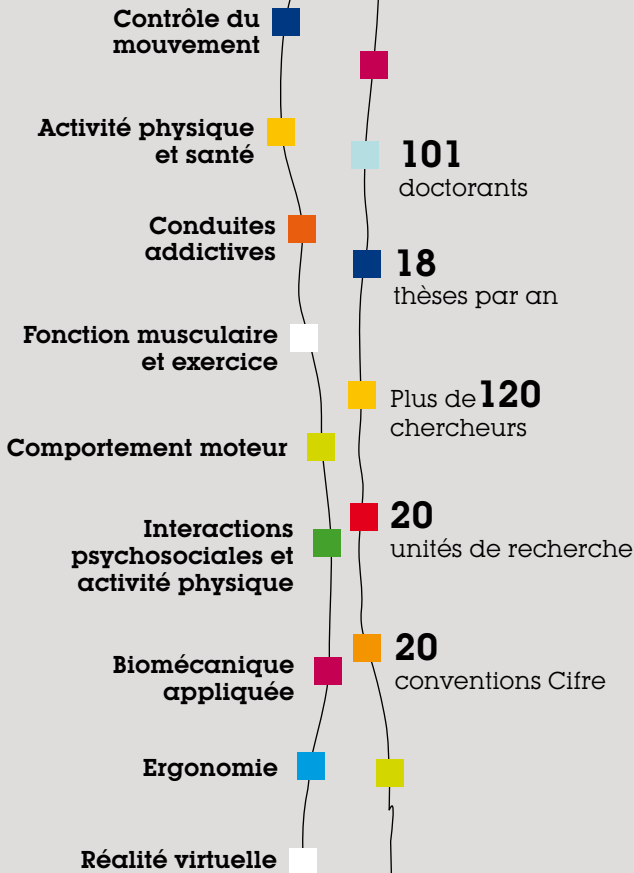 Contrôle du
mouvement
Activité physique
et santé
Conduites
addictives
Fonction musculaire
et exercice
Comportement moteur
Interactions
psychosociales et
activité physique
Biomécanique
appliquée
Ergonomie
Réalité virtuelle
101
doctorants
18
thèses par an
Plus de 120
chercheurs
20
unités de recherche
20
conventions Cifre